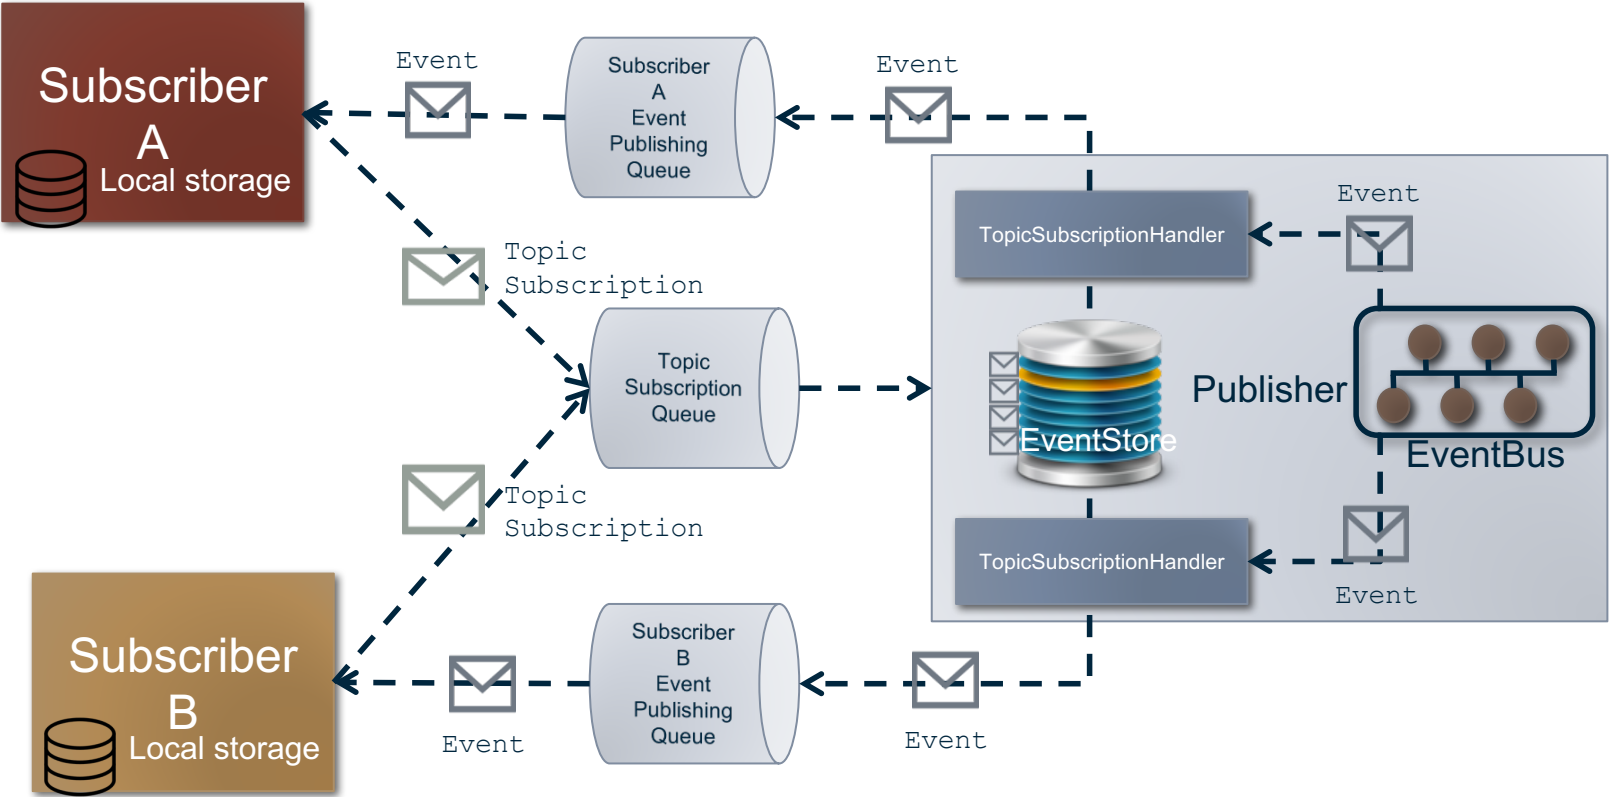 Subscriber
A
Local storage
Event
Subscriber
A
Event
Publishing
Queue
Event
Topic
Subscription
Topic
Subscription
Queue
Topic
Subscription
Subscriber
B
Local storage
Event
Subscriber
B
Event
Publishing
Queue
Event
TopicSubscriptionHandler
Event
EventStore
Publisher
EventBus
TopicSubscriptionHandler
Event